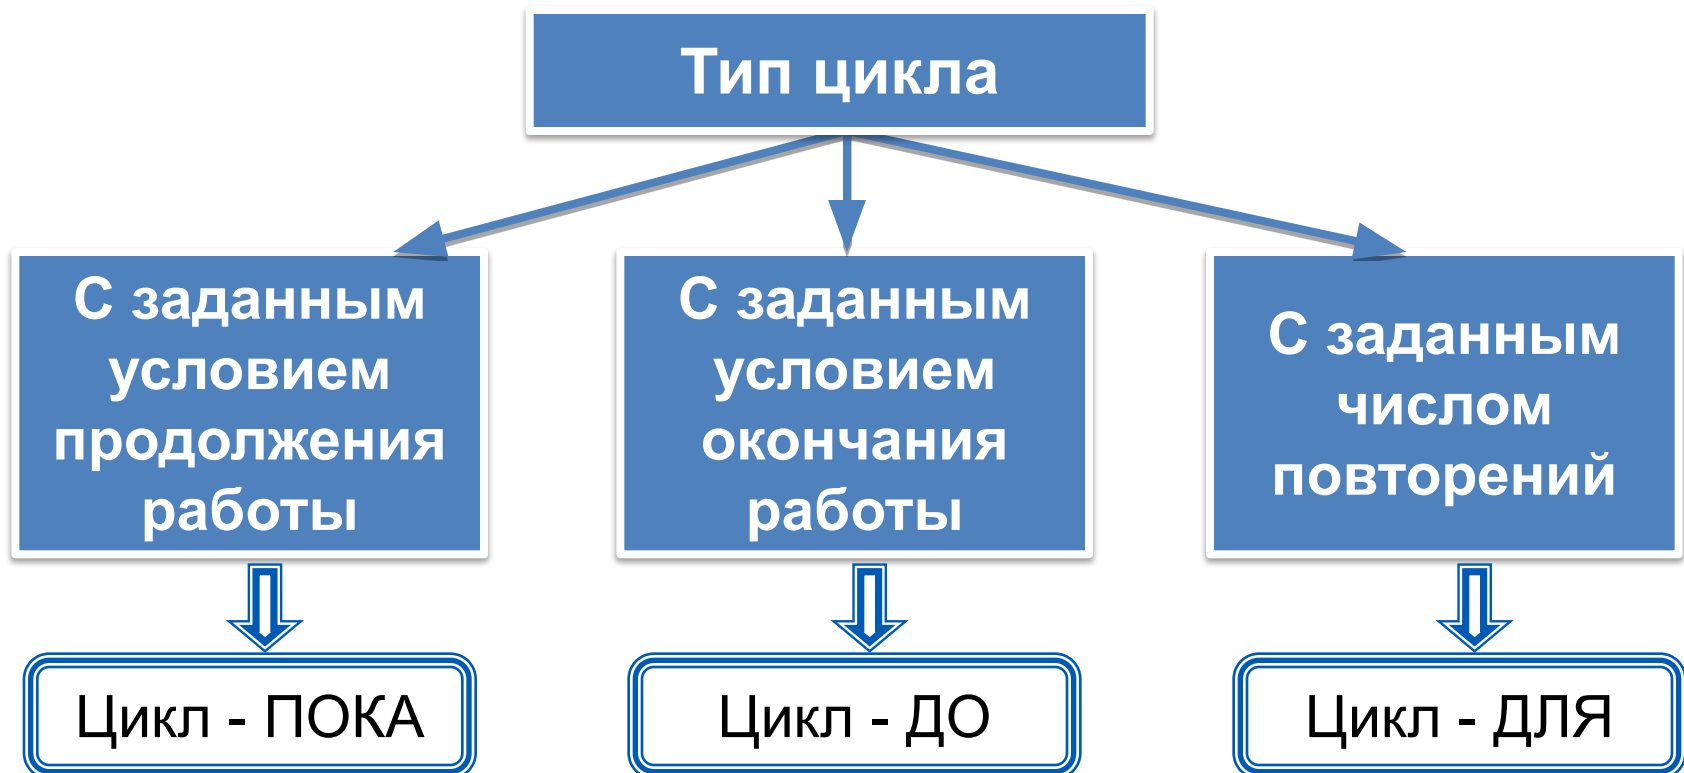 Тип цикла
С заданным
условием
продолжения
работы
С заданным
условием
окончания
работы
С заданным
числом
повторений
Цикл - ПОКА
Цикл - ДО
Цикл - ДЛЯ